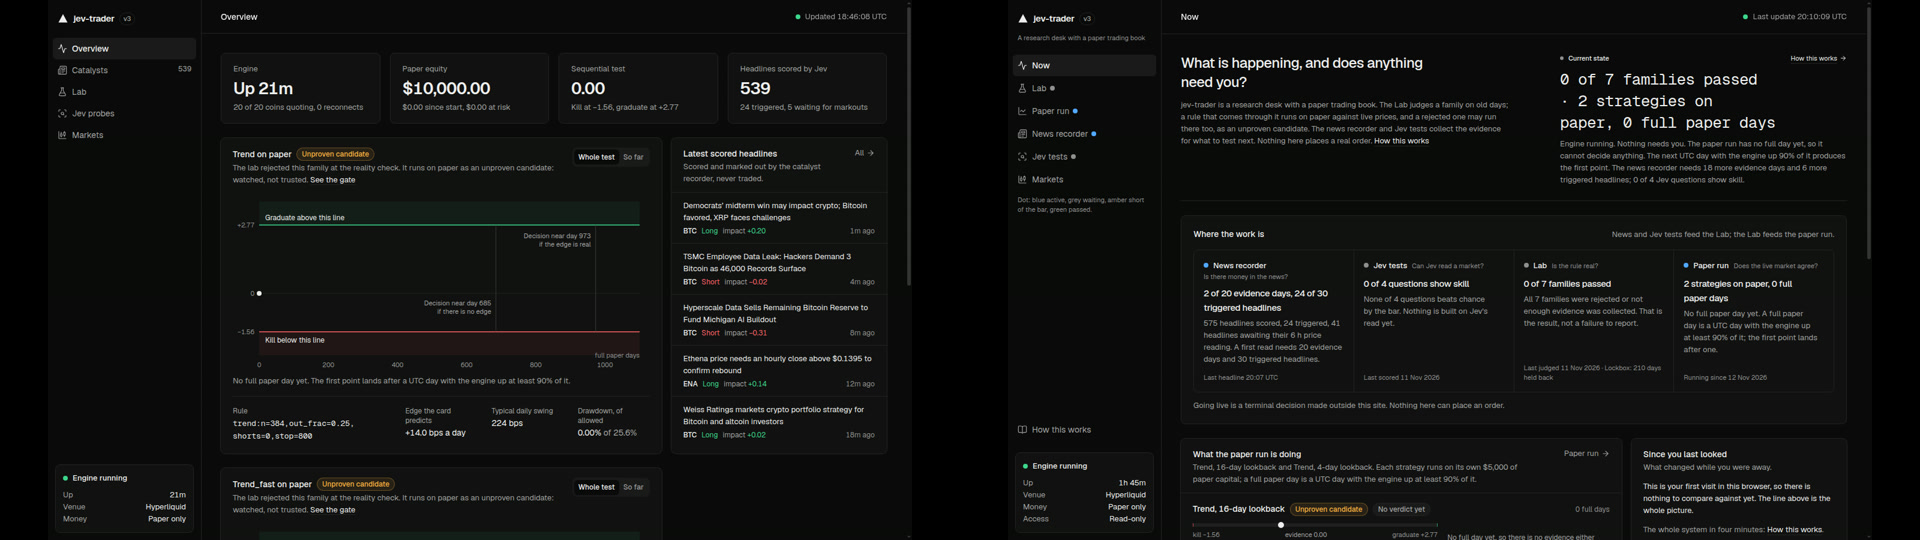 jev-trader v3
Overview
Catalysts 539
Lab
Jev probes
Markets
Engine running
Up 21m
Venue Hyperliquid
Money Paper only
Overview
Updated 18:46:08 UTC
Engine
Up 21m
20 of 20 coins quoting, 0 reconnects
Paper equity
$10,000.00
$0.00 since start, $0.00 at risk
Sequential test
0.00
Kill at −1.56, graduate at +2.77
Headlines scored by Jev
539
24 triggered, 5 waiting for markouts
Trend on paper Unproven candidate
Whole test So far
The lab rejected this family at the reality check. It runs on paper as an unproven candidate:
watched, not trusted. See the gate
Graduate above this line
+2.77
Decision near day 973
if the edge is real
0
Decision near day 685
if there is no edge
−1.56
Kill below this line
full paper days
0 200 400 600 800 1000
No full paper day yet. The first point lands after a UTC day with the engine up at least 90% of it.
Rule
trend:n=384,out_frac=0.25,
shorts=0,stop=800
Edge the card
predicts
+14.0 bps a day
Typical daily swing
224 bps
Drawdown, of
allowed
0.00% of 25.6%
Trend_fast on paper Unproven candidate
Whole test So far
The lab rejected this family at the reality check. It runs on paper as an unproven candidate:
watched, not trusted. See the gate
Latest scored headlines
All →
Scored and marked out by the catalyst
recorder, never traded.
Democrats' midterm win may impact crypto; Bitcoin
favored, XRP faces challenges
BTC Long impact +0.20 1m ago
TSMC Employee Data Leak: Hackers Demand 3
Bitcoin as 46,000 Records Surface
BTC Short impact −0.02 4m ago
Hyperscale Data Sells Remaining Bitcoin Reserve to
Fund Michigan AI Buildout
BTC Short impact −0.31 8m ago
Ethena price needs an hourly close above $0.1395 to
confirm rebound
ENA Long impact +0.14 12m ago
Weiss Ratings markets crypto portfolio strategy for
Bitcoin and altcoin investors
BTC Long impact +0.02 18m ago
jev-trader v3
A research desk with a paper trading book
Now
Lab
Paper run
News recorder
Jev tests
Markets
Dot: blue active, grey waiting, amber short
of the bar, green passed.
How this works
Engine running
Up 1h 45m
Venue Hyperliquid
Money Paper only
Access Read-only
Now
Last update 20:10:09 UTC
What is happening, and does anything
need you?
jev-trader is a research desk with a paper trading book. The Lab judges a family on old days;
a rule that comes through it runs on paper against live prices, and a rejected one may run
there too, as an unproven candidate. The news recorder and Jev tests collect the evidence
for what to test next. Nothing here places a real order. How this works
Current state
How this works →
0 of 7 families passed
· 2 strategies on
paper, 0 full paper days
Engine running. Nothing needs you. The paper run has no full day yet, so it
cannot decide anything. The next UTC day with the engine up 90% of it produces
the first point. The news recorder needs 18 more evidence days and 6 more
triggered headlines; 0 of 4 Jev questions show skill.
Where the work is
News and Jev tests feed the Lab; the Lab feeds the paper run.
News recorder
Is there money in the news?
2 of 20 evidence days, 24 of 30
triggered headlines
575 headlines scored, 24 triggered, 41
headlines awaiting their 6 h price
reading. A first read needs 20 evidence
days and 30 triggered headlines.
Last headline 20:07 UTC
Jev tests Can Jev read a market?
0 of 4 questions show skill
None of 4 questions beats chance
by the bar. Nothing is built on Jev's
read yet.
Last scored 11 Nov 2026
Lab Is the rule real?
0 of 7 families passed
All 7 families were rejected or not
enough evidence was collected. That
is the result, not a failure to report.
Last judged 11 Nov 2026 · Lockbox: 210 days
held back
Paper run Does the live market agree?
2 strategies on paper, 0 full
paper days
No full paper day yet. A full paper
day is a UTC day with the engine up
at least 90% of it; the first point lands
after one.
Running since 12 Nov 2026
Going live is a terminal decision made outside this site. Nothing here can place an order.
What the paper run is doing
Paper run →
Trend, 16-day lookback and Trend, 4-day lookback. Each strategy runs on its own $5,000 of
paper capital; a full paper day is a UTC day with the engine up at least 90% of it.
Trend, 16-day lookback Unproven candidate No verdict yet 0 full days
kill −1.56 evidence 0.00 graduate +2.77
No full day yet, so there is no evidence either
Since you last looked
What changed while you were away.
This is your first visit in this browser, so there is
nothing to compare against yet. The line above is the
whole picture.
The whole system in four minutes: How this works.